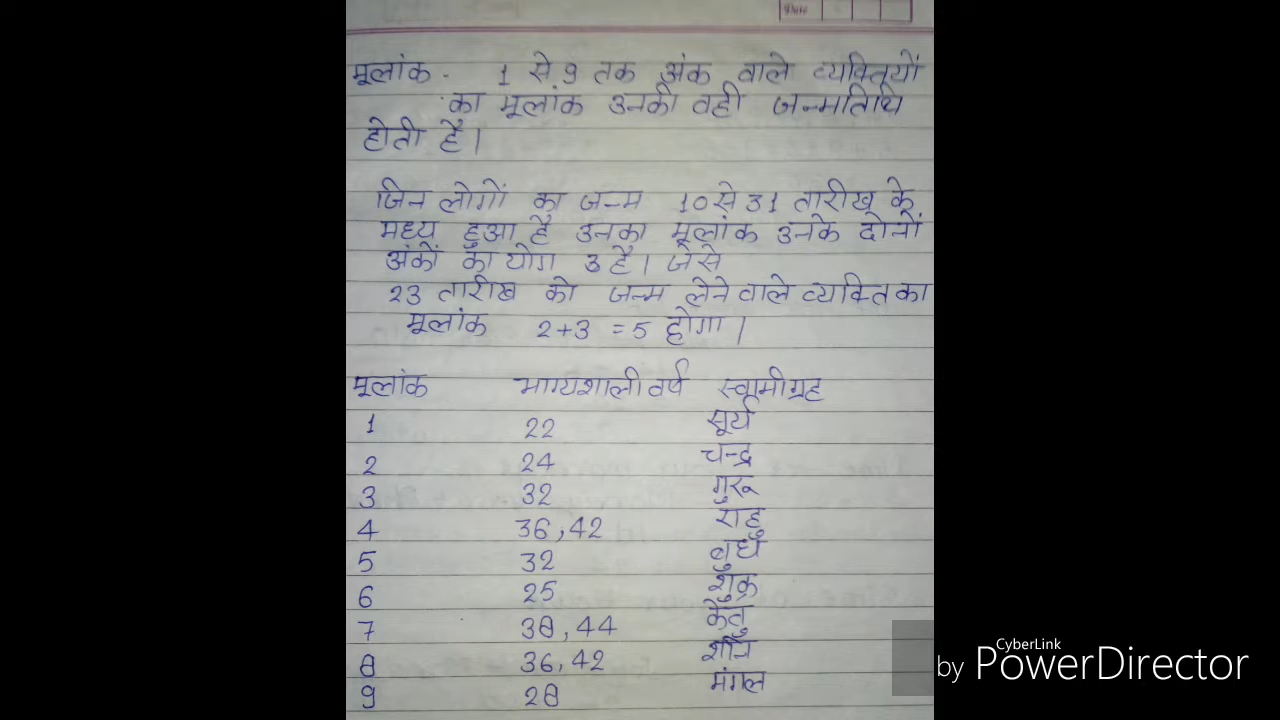 मूलांक. 1 से 9 तक अंक वाले व्यक्तियों
का मूलांक उनकी वही जन्मतिथि
होती है।
जिन लोगों का जन्म 10 से 31 तारीख के
मध्य हुआ है उनका मूलांक उनके दोनों
अंकों का योग 3 है। जैसे
23 तारीख को जन्म लेने वाले व्यक्ति का
मूलांक 2+3 =5 होगा।
मूलांक भाग्यशाली वर्ष स्वामीग्रह
1 22 सूर्य
2 24 चन्द्र
3 32 गुरू
4 36,42 राहु
5 32 बुध
6 25 शुक्र
7 38,44 केतु
8 36,42 शनि
9 28 मंगल
CyberLink
by PowerDirector